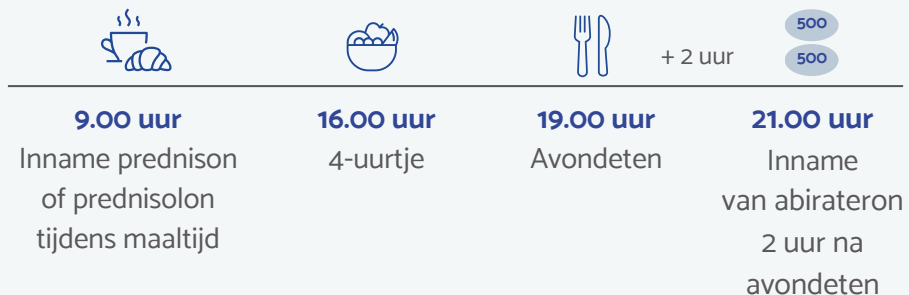 500
500
+ 2 uur
9.00 uur
Inname prednison
of prednisolon
tijdens maaltijd
16.00 uur
4-uurtje
19.00 uur
Avondeten
21.00 uur
Inname
van abirateron
2 uur na
avondeten